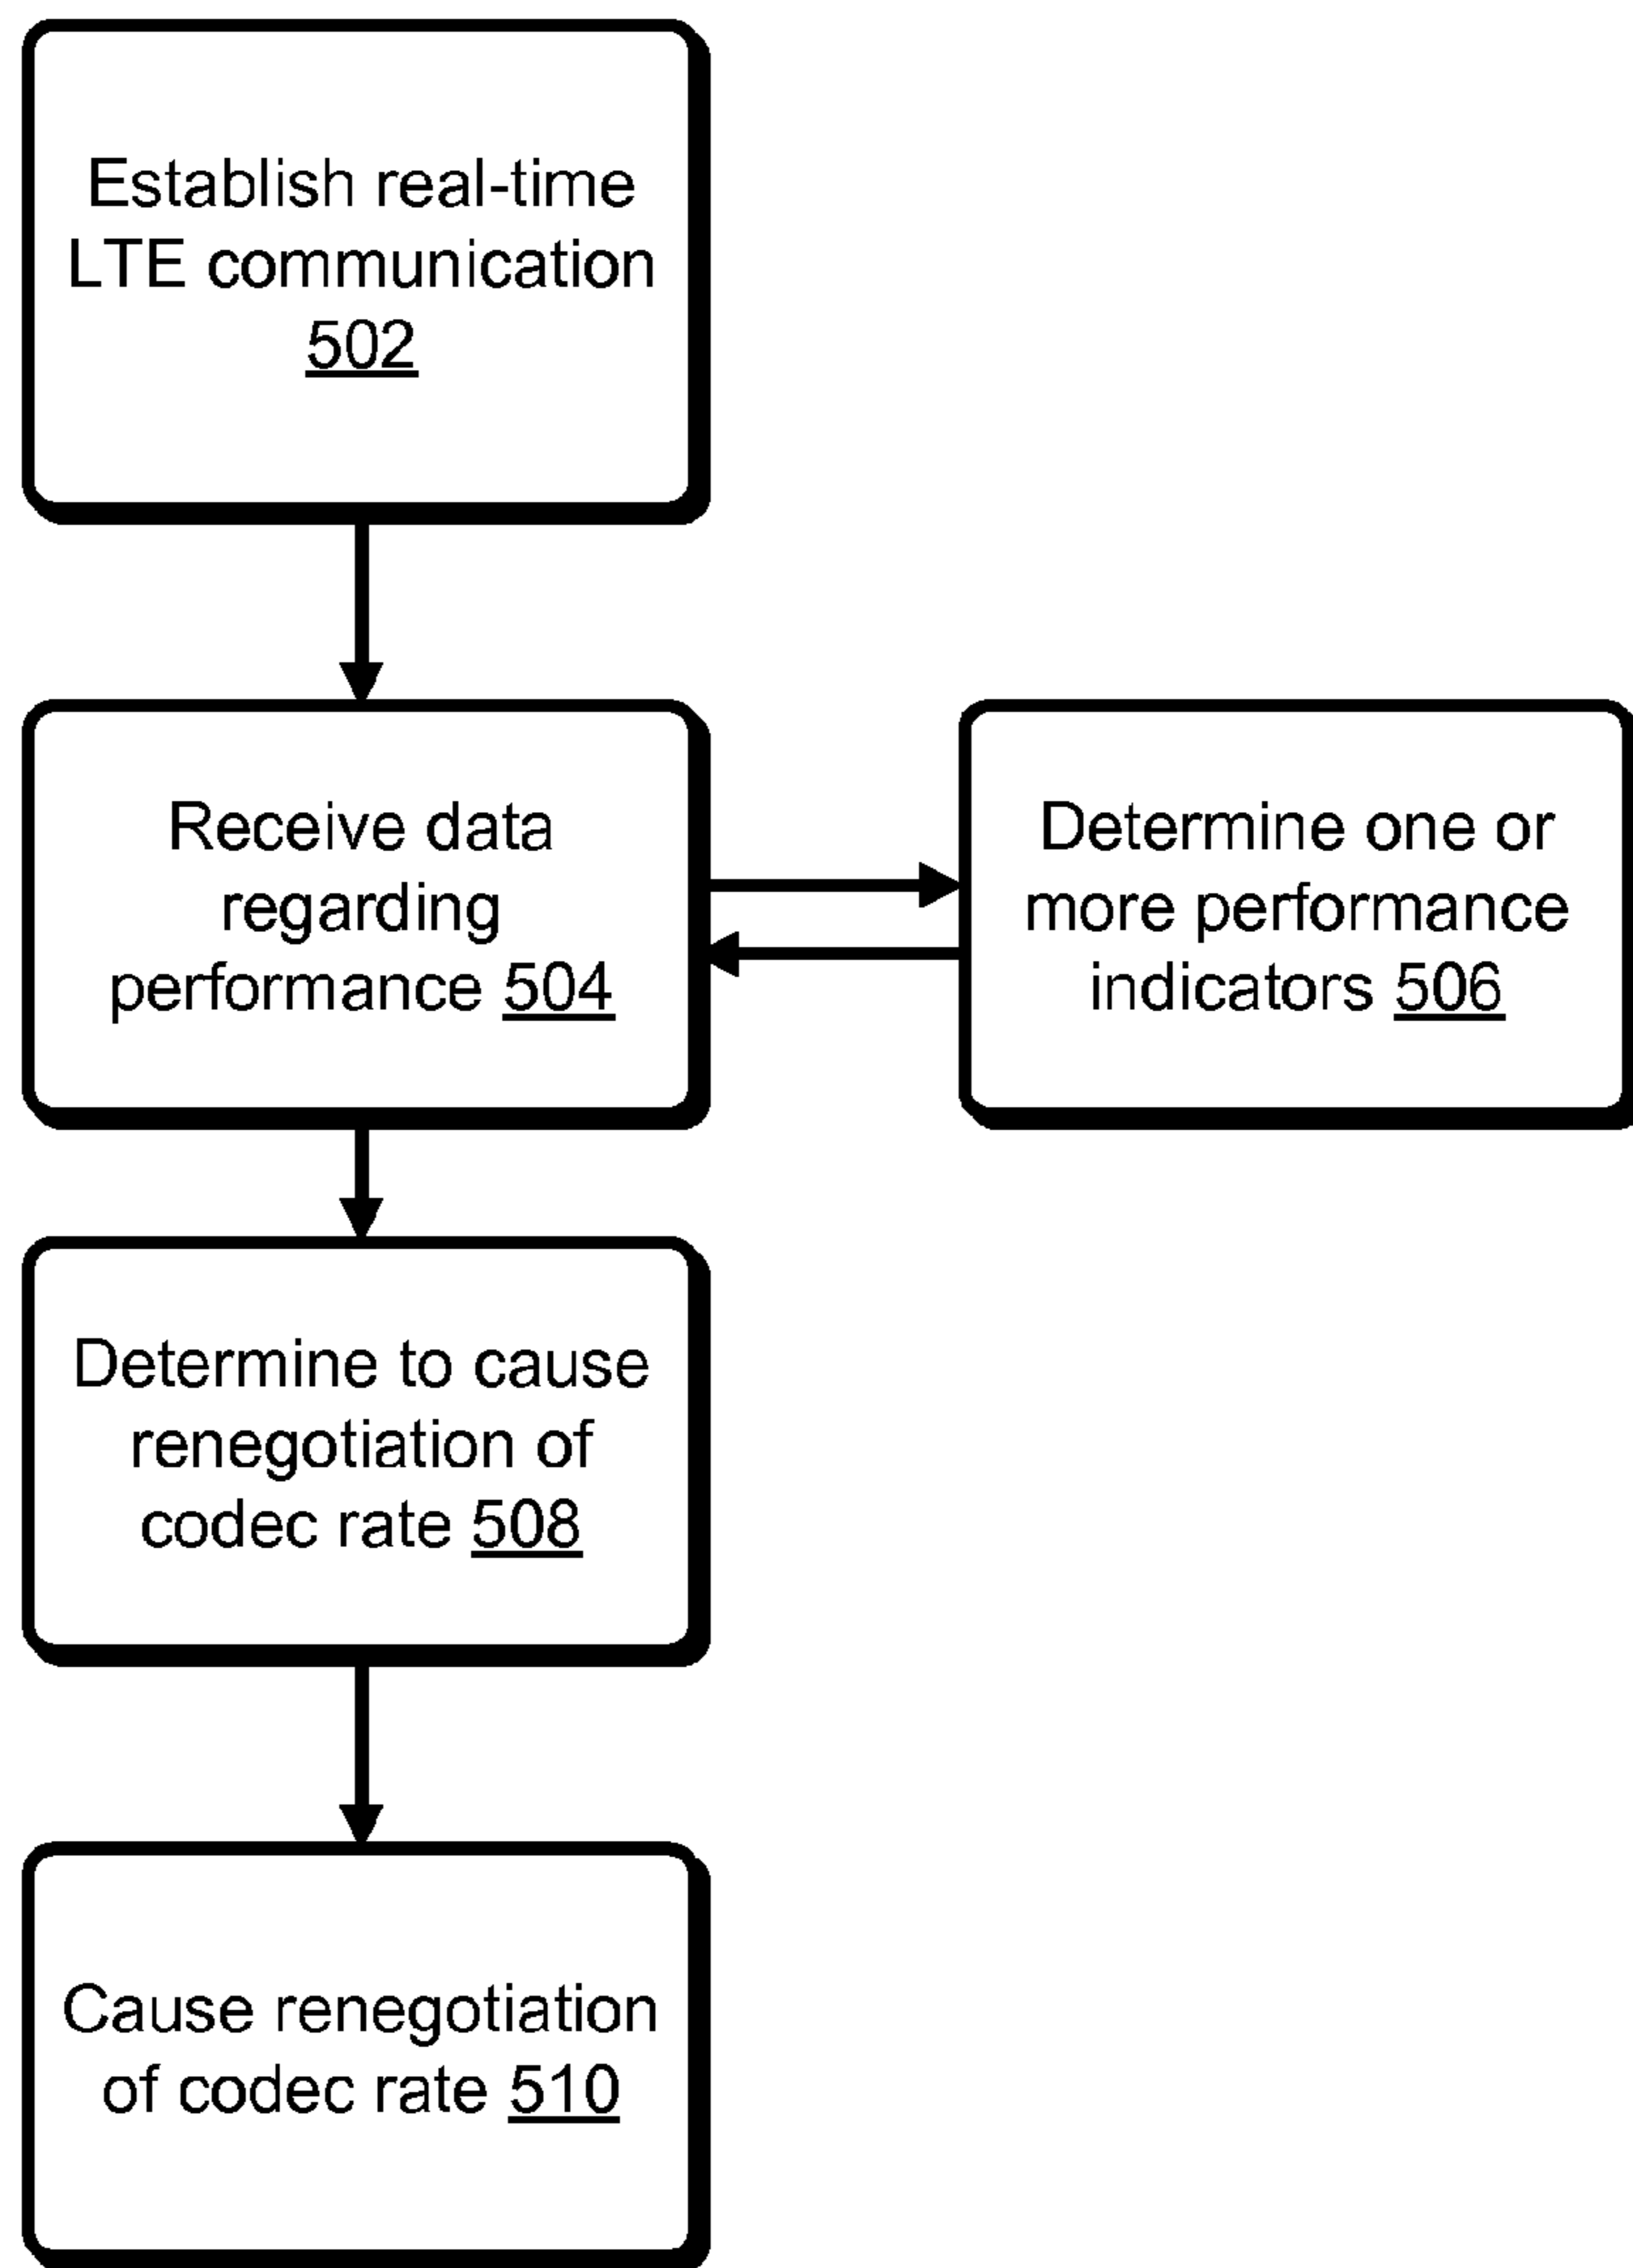 Establish real-time
LTE communication
502
Receive data
regarding
performance 504
Determine one or
more performance
indicators 506
Determine to cause
renegotiation of
codec rate 508
Cause renegotiation
of codec rate 510